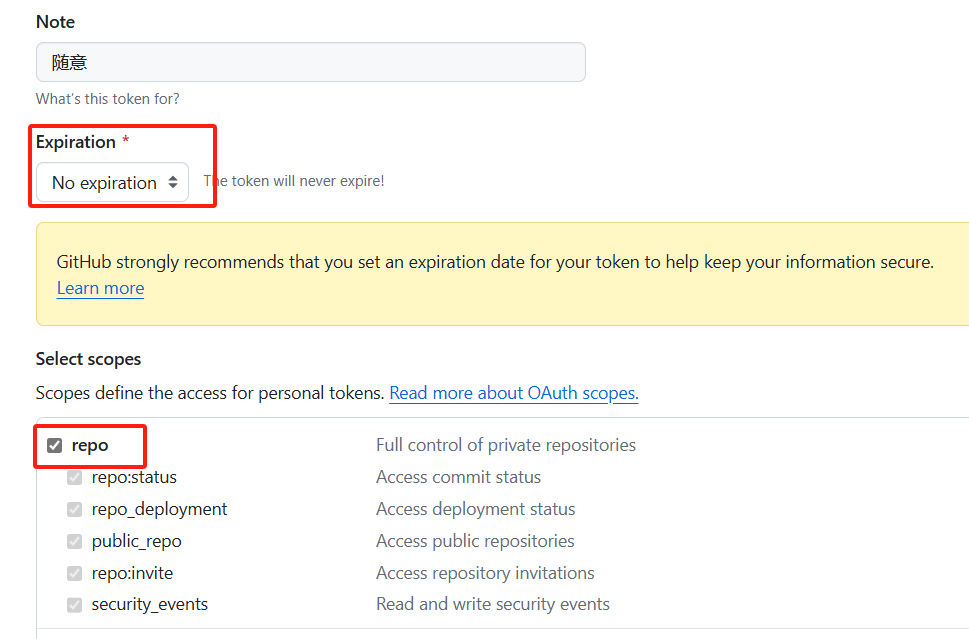 Note
随意
What's this token for?
Expiration *
No expiration The token will never expire!
GitHub strongly recommends that you set an expiration date for your token to help keep your information secure.
Learn more
Select scopes
Scopes define the access for personal tokens. Read more about OAuth scopes.
repo Full control of private repositories
repo:status Access commit status
repo_deployment Access deployment status
public_repo Access public repositories
repo:invite Access repository invitations
security_events Read and write security events